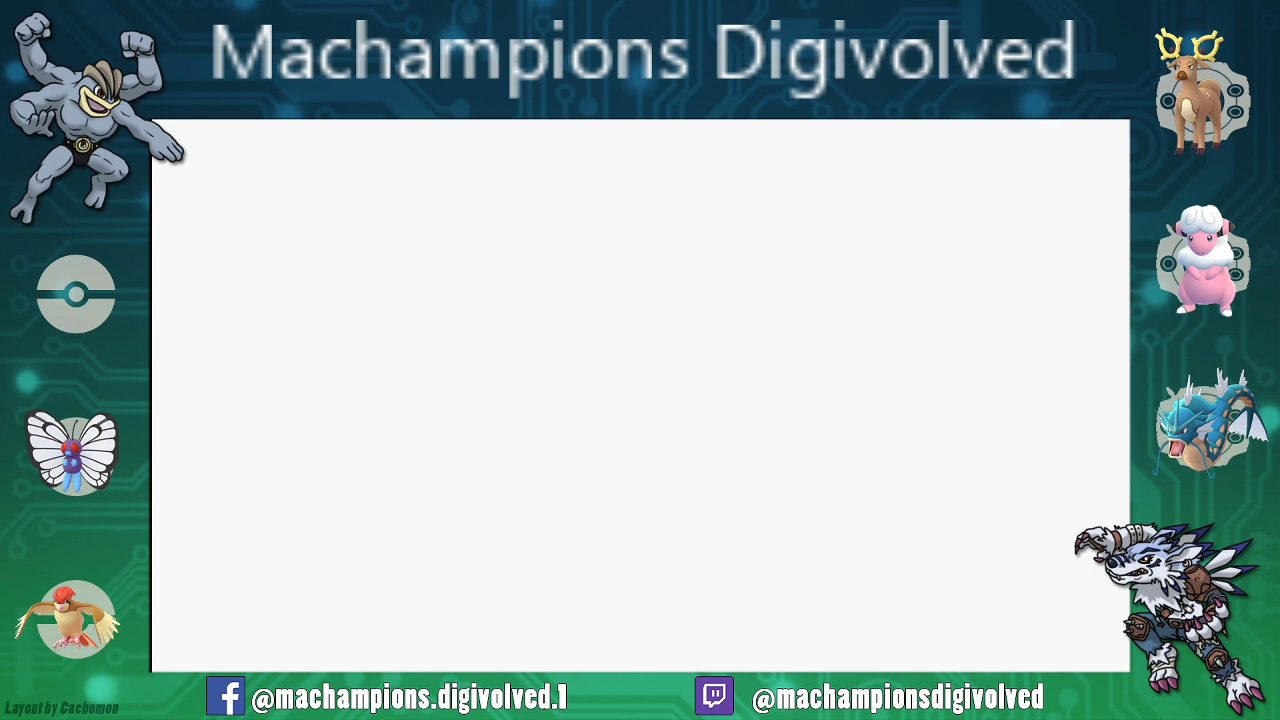 Machampions Digivolved
@machampions.digivolved.1
@machampionsdigivolved
Layout by Cachomon